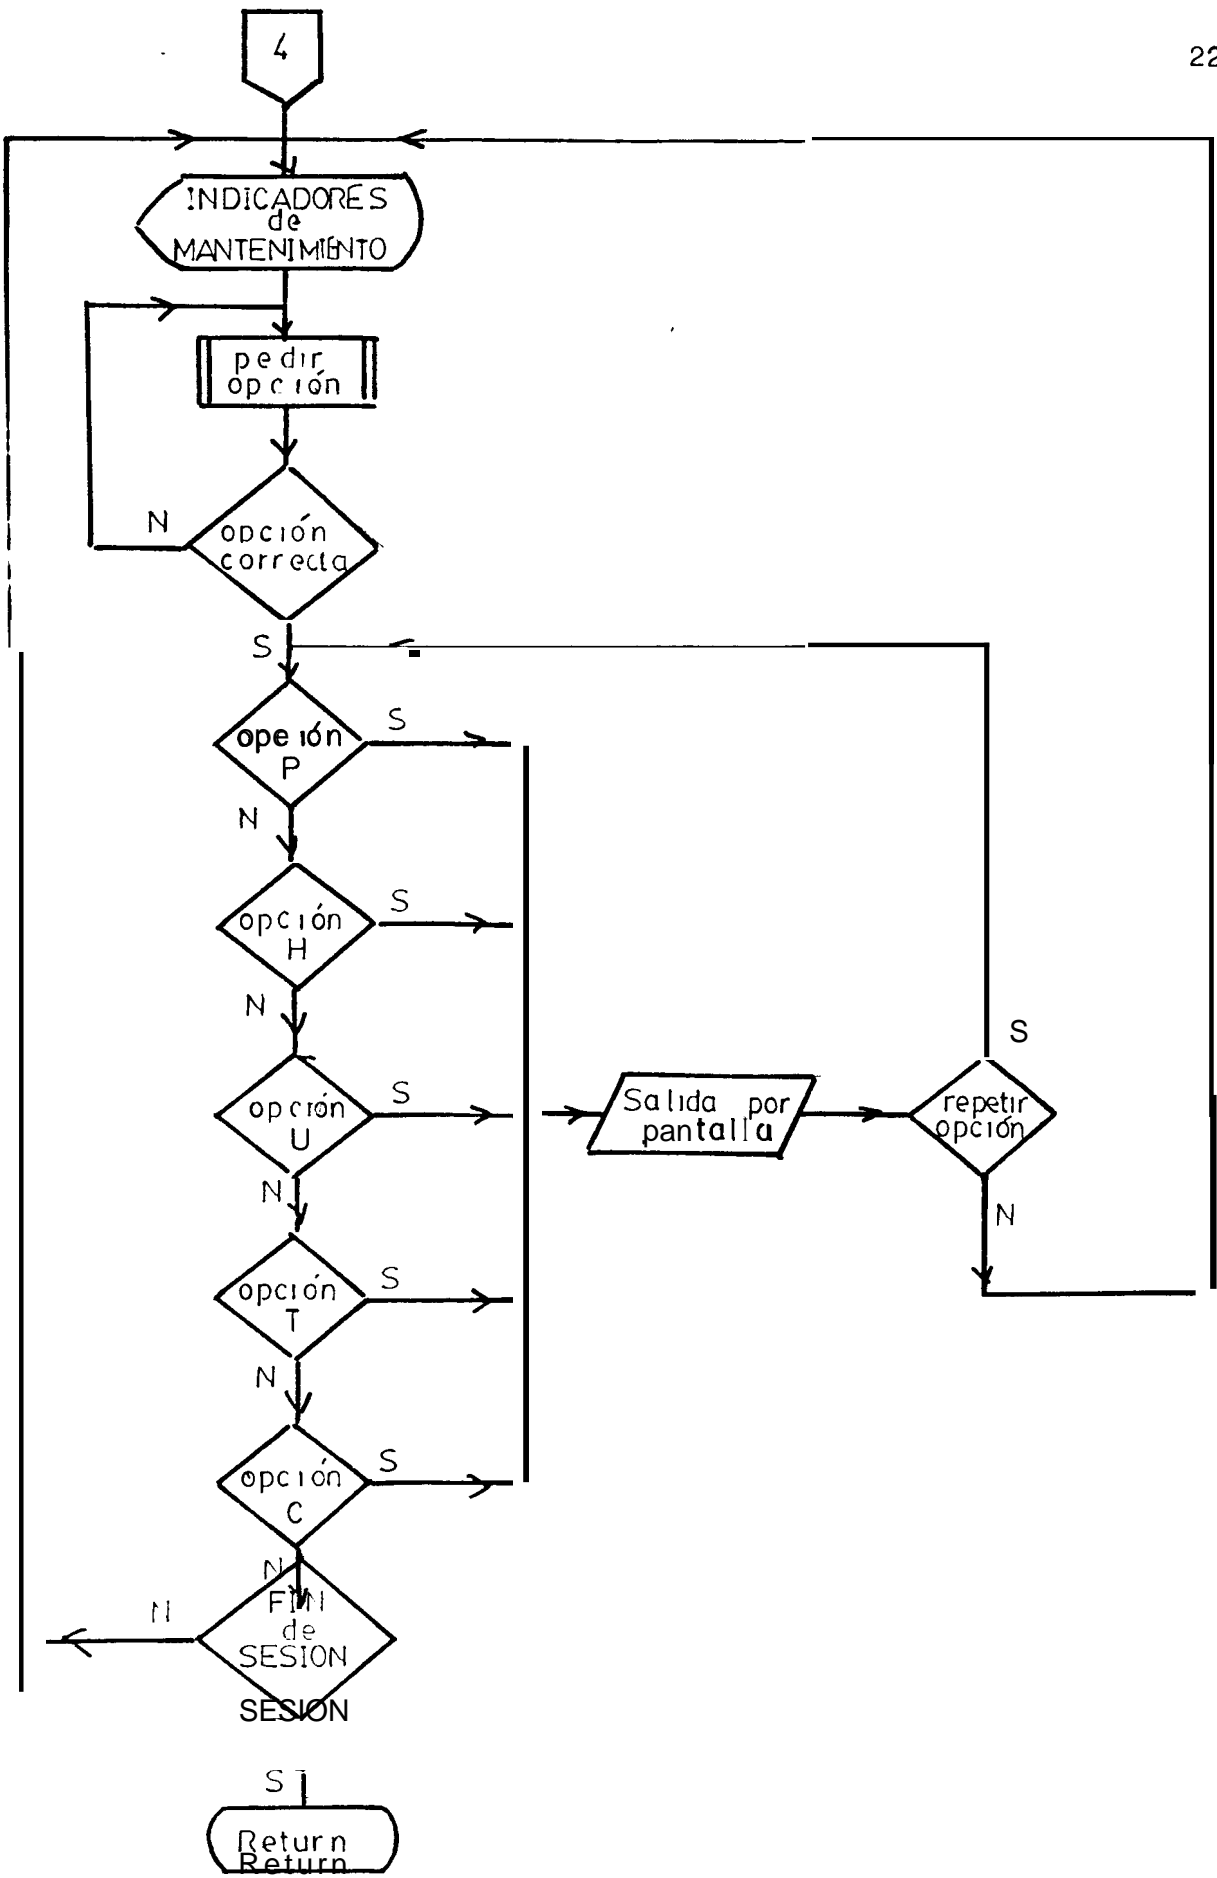 4
22
INDICADORES
de
MANTENIMIENTO
pedir
opción
N
opción
correcta
S
opeión
P
S
N
opción
H
S
N
opción
U
S
Salida por
pantalla
repetir
opción
S
N
N
opción
T
S
N
opción
C
S
N
FIN
de
SESION
SESION
N
S
Return
Return